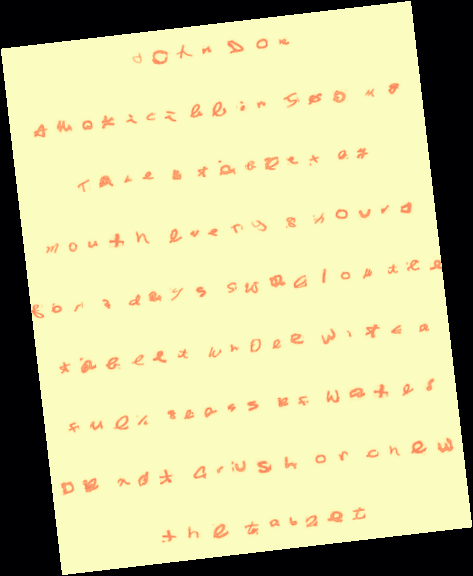 John Doe
Amoxicillin 500 mg
Take 1 tablet by
mouth every 8 hours
for 7 days swallow the
tablet whole with a
full glass of water
Do not crush or chew
the tablet